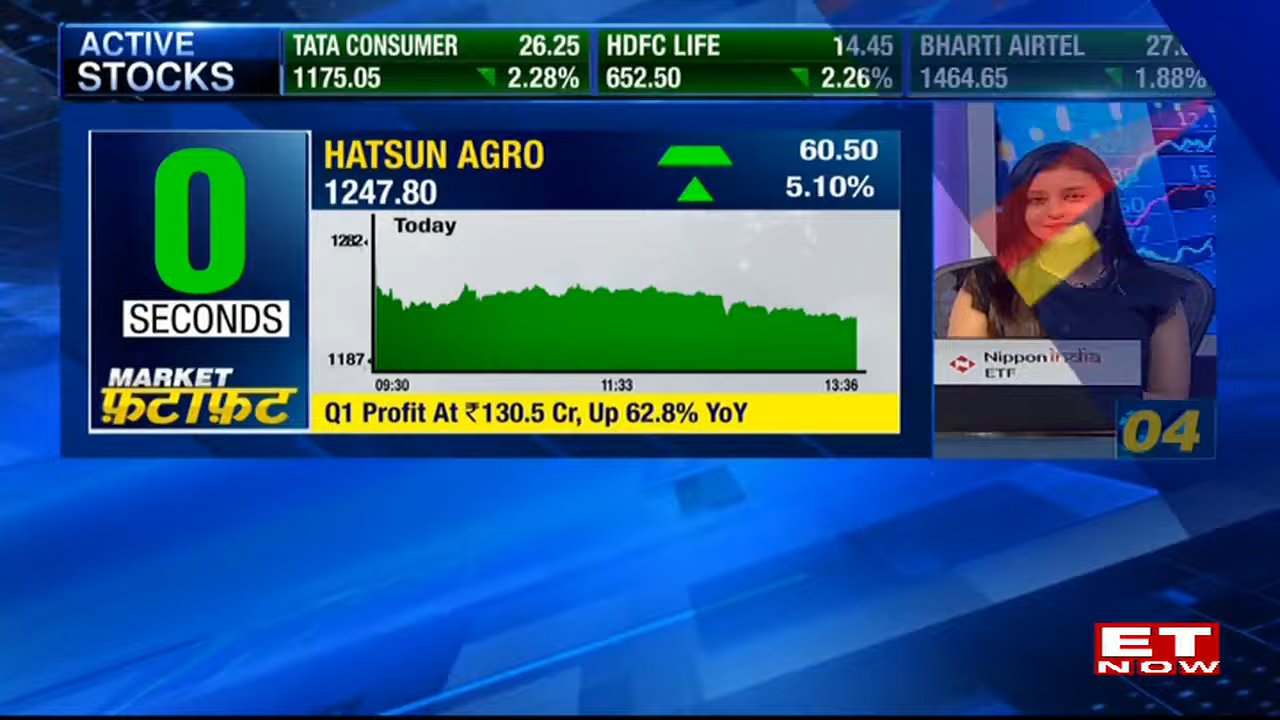 ACTIVE
STOCKS
TATA CONSUMER 26.25
1175.05 2.28%
HDFC LIFE 14.45
652.50 2.26%
BHARTI AIRTEL
1464.65 1.88%
0
SECONDS
MARKET
फ़टाफ़ट
HATSUN AGRO 60.50
1247.80 5.10%
Today
1282
1187
09:30 11:33 13:36
Q1 Profit At ₹130.5 Cr, Up 62.8% YoY
Nippon india
ETF
04
ET
NOW